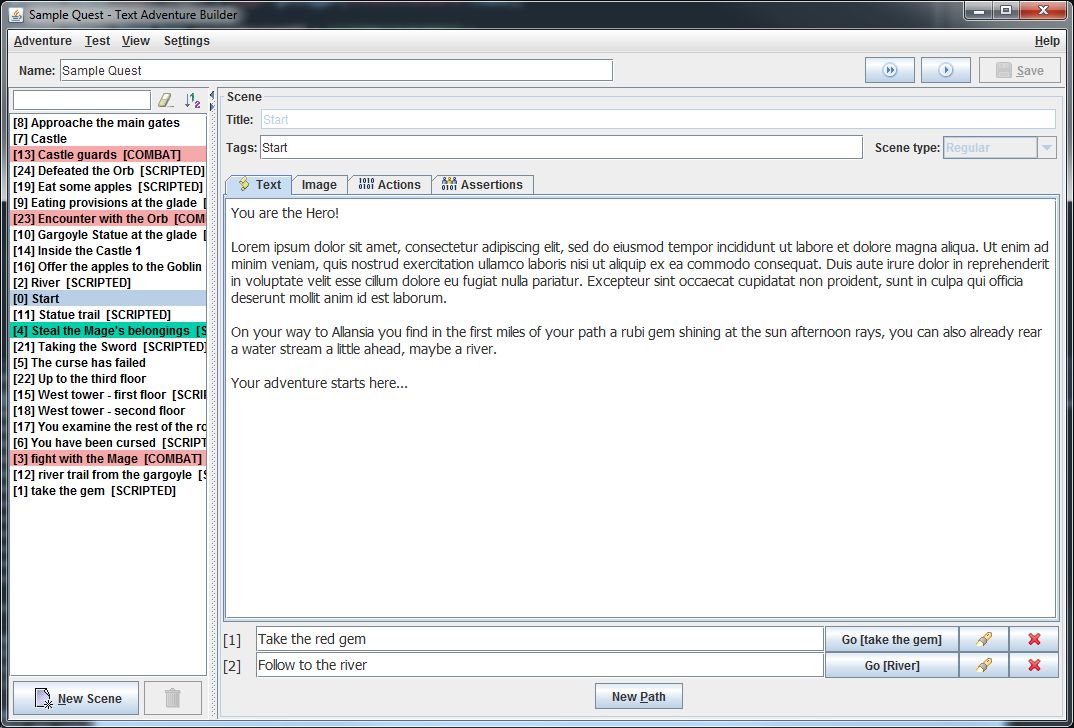 Sample Quest - Text Adventure Builder
Adventure Test View Settings Help
Name: Sample Quest Save
[8] Approache the main gates
[7] Castle
[13] Castle guards [COMBAT]
[24] Defeated the Orb [SCRIPTED]
[19] Eat some apples [SCRIPTED]
[9] Eating provisions at the glade [
[23] Encounter with the Orb [COM
[10] Gargoyle Statue at the glade [
[14] Inside the Castle 1
[16] Offer the apples to the Goblin
[2] River [SCRIPTED]
[0] Start
[11] Statue trail [SCRIPTED]
[4] Steal the Mage's belongings [S
[21] Taking the Sword [SCRIPTED]
[5] The curse has failed
[22] Up to the third floor
[15] West tower - first floor [SCRI
[18] West tower - second floor
[17] You examine the rest of the ro
[6] You have been cursed [SCRIPT
[3] fight with the Mage [COMBAT]
[12] river trail from the gargoyle [S
[1] take the gem [SCRIPTED]
New Scene
Scene
Title: Start
Tags: Start Scene type: Regular
Text Image Actions Assertions
You are the Hero!
Lorem ipsum dolor sit amet, consectetur adipiscing elit, sed do eiusmod tempor incididunt ut labore et dolore magna aliqua. Ut enim ad
minim veniam, quis nostrud exercitation ullamco laboris nisi ut aliquip ex ea commodo consequat. Duis aute irure dolor in reprehenderit
in voluptate velit esse cillum dolore eu fugiat nulla pariatur. Excepteur sint occaecat cupidatat non proident, sunt in culpa qui officia
deserunt mollit anim id est laborum.
On your way to Allansia you find in the first miles of your path a rubi gem shining at the sun afternoon rays, you can also already rear
a water stream a little ahead, maybe a river.
Your adventure starts here...
[1] Take the red gem Go [take the gem]
[2] Follow to the river Go [River]
New Path